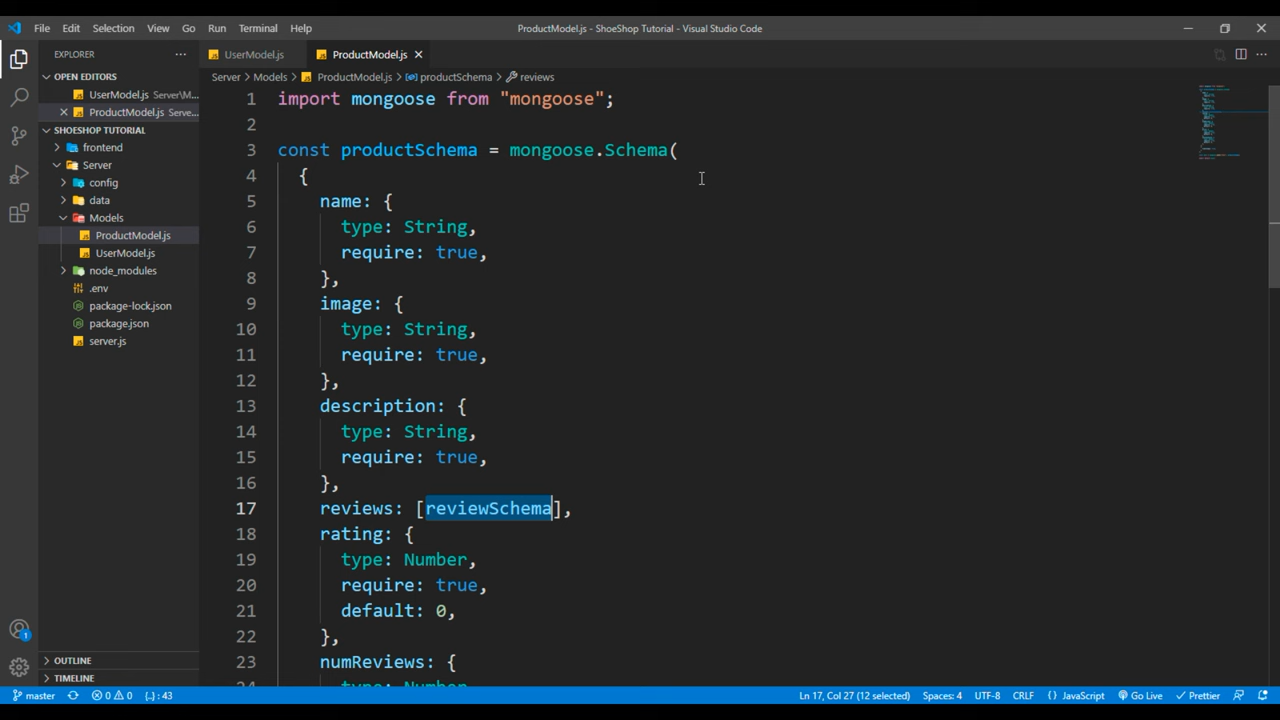 File Edit Selection View Go Run Terminal Help
ProductModel.js - ShoeShop Tutorial - Visual Studio Code
EXPLORER
UserModel.js
ProductModel.js
OPEN EDITORS
UserModel.js Server\M...
ProductModel.js Serve...
SHOESHOP TUTORIAL
frontend
Server
config
data
Models
ProductModel.js
UserModel.js
node_modules
.env
package-lock.json
package.json
server.js
OUTLINE
TIMELINE
Server > Models > ProductModel.js > productSchema > reviews
1 import mongoose from "mongoose";
2
3 const productSchema = mongoose.Schema(
4 {
5 name: {
6 type: String,
7 require: true,
8 },
9 image: {
10 type: String,
11 require: true,
12 },
13 description: {
14 type: String,
15 require: true,
16 },
17 reviews: [reviewSchema],
18 rating: {
19 type: Number,
20 require: true,
21 default: 0,
22 },
23 numReviews: {
1
master 0 0 {..} : 43
Ln 17, Col 27 (12 selected) Spaces: 4 UTF-8 CRLF {} JavaScript Go Live Prettier